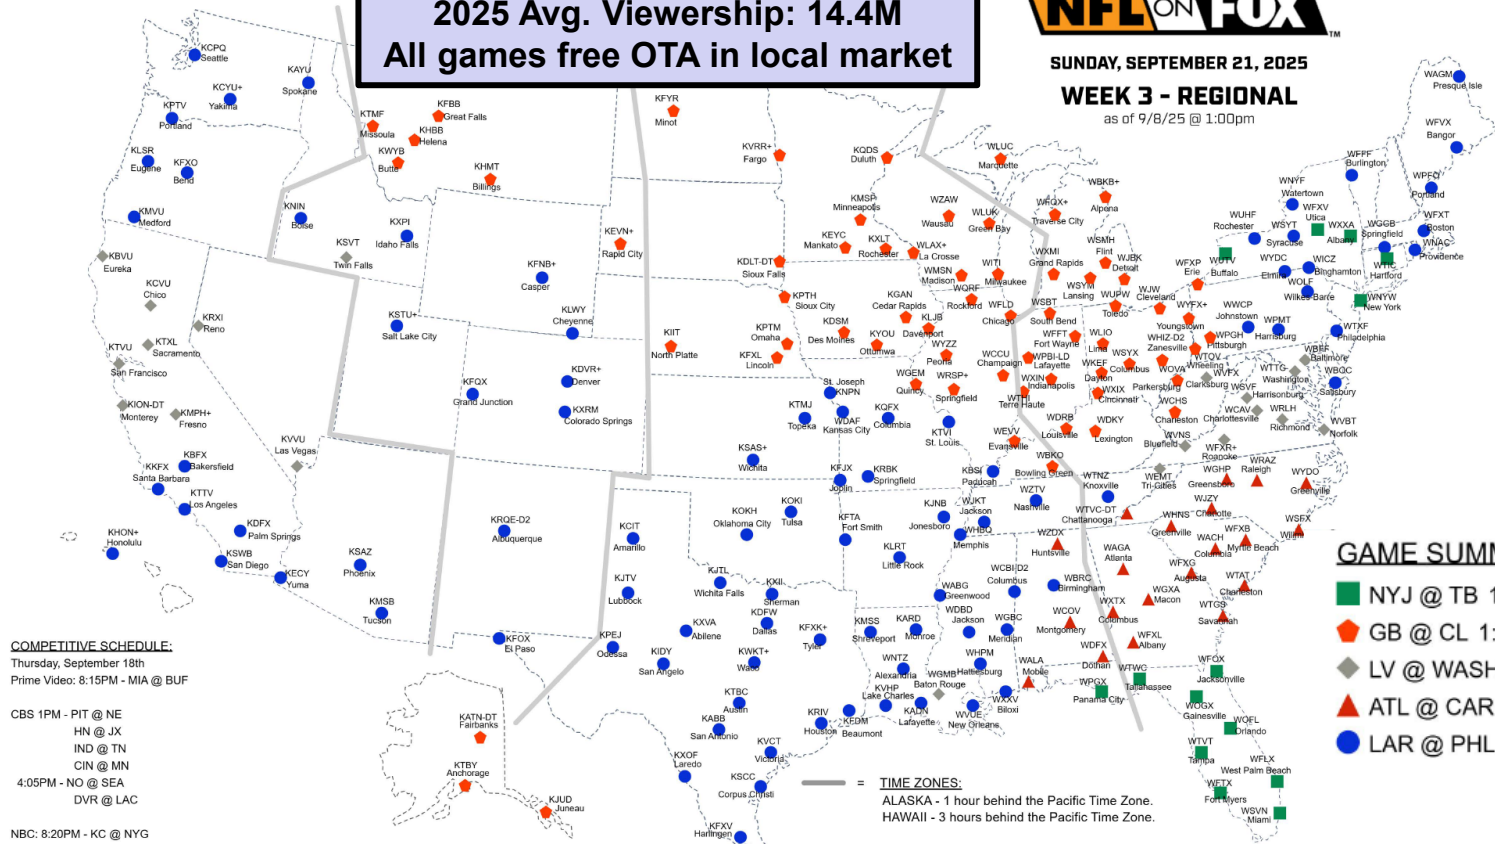 2025 Avg. Viewership: 14.4M
All games free OTA in local market
NFL ON FOX
TM
SUNDAY, SEPTEMBER 21, 2025
WEEK 3 - REGIONAL
as of 9/8/25 @ 1:00pm
KCPQ
Seattle
KAYU
Spokane
KCYU+
Yakima
KPTV
Portland
KLSR
Eugene
KFXO
Bend
KMVU
Medford
KBVU
Eureka
KCVU
Chico
KRXI
Reno
KTXL
Sacramento
KTVU
San Francisco
KION-DT
Monterey
KMPH+
Fresno
KVVU
Las Vegas
KBFX
Bakersfield
KKFX
Santa Barbara
KTTV
Los Angeles
KDFX
Palm Springs
KSWB
San Diego
KECY
Yuma
KHON+
Honolulu
KSAZ
Phoenix
KMSB
Tucson
KTMF
Missoula
KFBB
Great Falls
KHBB
Helena
KWYB
Butte
KHMT
Billings
KNIN
Boise
KXPI
Idaho Falls
KSVT
Twin Falls
KSTU+
Salt Lake City
KFNB+
Casper
KLWY
Cheyenne
KDVR+
Denver
KFQX
Grand Junction
KXRM
Colorado Springs
KRQE-D2
Albuquerque
KFOX
El Paso
KFYR
Minot
KVRR+
Fargo
KEVN+
Rapid City
KDLT-DT
Sioux Falls
KPTH
Sioux City
KIIT
North Platte
KPTM
Omaha
KFXL
Lincoln
KQDS
Duluth
KMSP
Minneapolis
KEYC
Mankato
KXLT
Rochester
WLAX+
La Crosse
WZAW
Wausau
WLUK
Green Bay
WLUC
Marquette
WMSN
Madison
WITI
Milwaukee
KGAN
Cedar Rapids
KDSM
Des Moines
KYOU
Ottumwa
KLJB
Davenport
WQRF
Rockford
WFLD
Chicago
WYZZ
Peoria
WGEM
Quincy
WRSP+
Springfield
WCCU
Champaign
St. Joseph
KNPN
KTMJ
Topeka
WDAF
Kansas City
KQFX
Columbia
KTVI
St. Louis
KSAS+
Wichita
KFJX
Joplin
KRBK
Springfield
KBSI
Paducah
WEVV
Evansville
WBKB+
Alpena
WFQX+
Traverse City
WSMH
Flint
WXMI
Grand Rapids
WJBK
Detroit
WSYM
Lansing
WSBT
South Bend
WUPW
Toledo
WJW
Cleveland
WFFT
Fort Wayne
WLIO
Lima
WYFX+
Youngstown
WPBI-LD
Lafayette
WXIN
Indianapolis
WTHI
Terre Haute
WKEF
Dayton
WSYX
Columbus
WHIZ-D2
Zanesville
WPGH
Pittsburgh
WTOV
Wheeling
WOVA
Parkersburg
WXIX
Cincinnati
WCHS
Charleston
WDRB
Louisville
WDKY
Lexington
WBKO
Bowling Green
WVFX
Clarksburg
WVNS
Bluefield
WFXP
Erie
WUTV
Buffalo
WUHF
Rochester
WNYF
Watertown
WFXV
Utica
WSYT
Syracuse
WXXA
Albany
WFFF
Burlington
WAGM
Presque Isle
WFVX
Bangor
WPFO
Portland
WFXT
Boston
WGGB
Springfield
WNAC
Providence
WTIC
Hartford
WNYW
New York
WYDC
Elmira
WICZ
Binghamton
WOLF
Wilkes Barre
WWCP
Johnstown
WPMT
Harrisburg
WTXF
Philadelphia
WBFF
Baltimore
WTTG
Washington
WBOC
Salisbury
WSVF
Harrisonburg
WCAV
Charlottesville
WRLH
Richmond
WVBT
Norfolk
WFXR+
Roanoke
WEMT
Tri-Cities
WGHP
Greensboro
WRAZ
Raleigh
WYDO
Greenville
WJZY
Charlotte
WHNS
Greenville
WSFX
Wilm
WACH
Columbia
WFXB
Myrtle Beach
WFXG
Augusta
WTAT
Charleston
WTGS
Savannah
WAGA
Atlanta
WGXA
Macon
WXTX
Columbus
WFXL
Albany
WTNZ
Knoxville
WTVC-DT
Chattanooga
WZTV
Nashville
WZDX
Huntsville
WBRC
Birmingham
WCOV
Montgomery
WDFX
Dothan
WALA
Mobile
WPGX
Panama City
WTWC
Tallahassee
WFOX
Jacksonville
WOGX
Gainesville
WOFL
Orlando
WTVT
Tampa
WFLX
West Palm Beach
WFTX
Fort Myers
WSVN
Miami
KOKH
Oklahoma City
KOKI
Tulsa
KFTA
Fort Smith
KJNB
Jonesboro
WJKT
Jackson
WHBQ
Memphis
KLRT
Little Rock
WABG
Greenwood
WCBI-D2
Columbus
WDBD
Jackson
WGBC
Meridian
WHPM
Hattiesburg
WXXV
Biloxi
KMSS
Shreveport
KARD
Monroe
WNTZ
Alexandria
WGMB
Baton Rouge
KVHP
Lake Charles
KADN
Lafayette
WVUE
New Orleans
KCIT
Amarillo
KJTV
Lubbock
KJTL
Wichita Falls
KXII
Sherman
KDFW
Dallas
KXVA
Abilene
KFXK+
Tyler
KPEJ
Odessa
KIDY
San Angelo
KWKT+
Waco
KTBC
Austin
KABB
San Antonio
KRIV
Houston
KFDM
Beaumont
KVCT
Victoria
KXOF
Laredo
KSCC
Corpus Christi
KFXV
Harlingen
KATN-DT
Fairbanks
KTBY
Anchorage
KJUD
Juneau
COMPETITIVE SCHEDULE:
Thursday, September 18th
Prime Video: 8:15PM - MIA @ BUF
CBS 1PM - PIT @ NE
HN @ JX
IND @ TN
CIN @ MN
4:05PM - NO @ SEA
DVR @ LAC
NBC: 8:20PM - KC @ NYG
= TIME ZONES:
ALASKA - 1 hour behind the Pacific Time Zone.
HAWAII - 3 hours behind the Pacific Time Zone.
GAME SUMM
NYJ @ TB 1
GB @ CL 1:
LV @ WASH
ATL @ CAR
LAR @ PHL